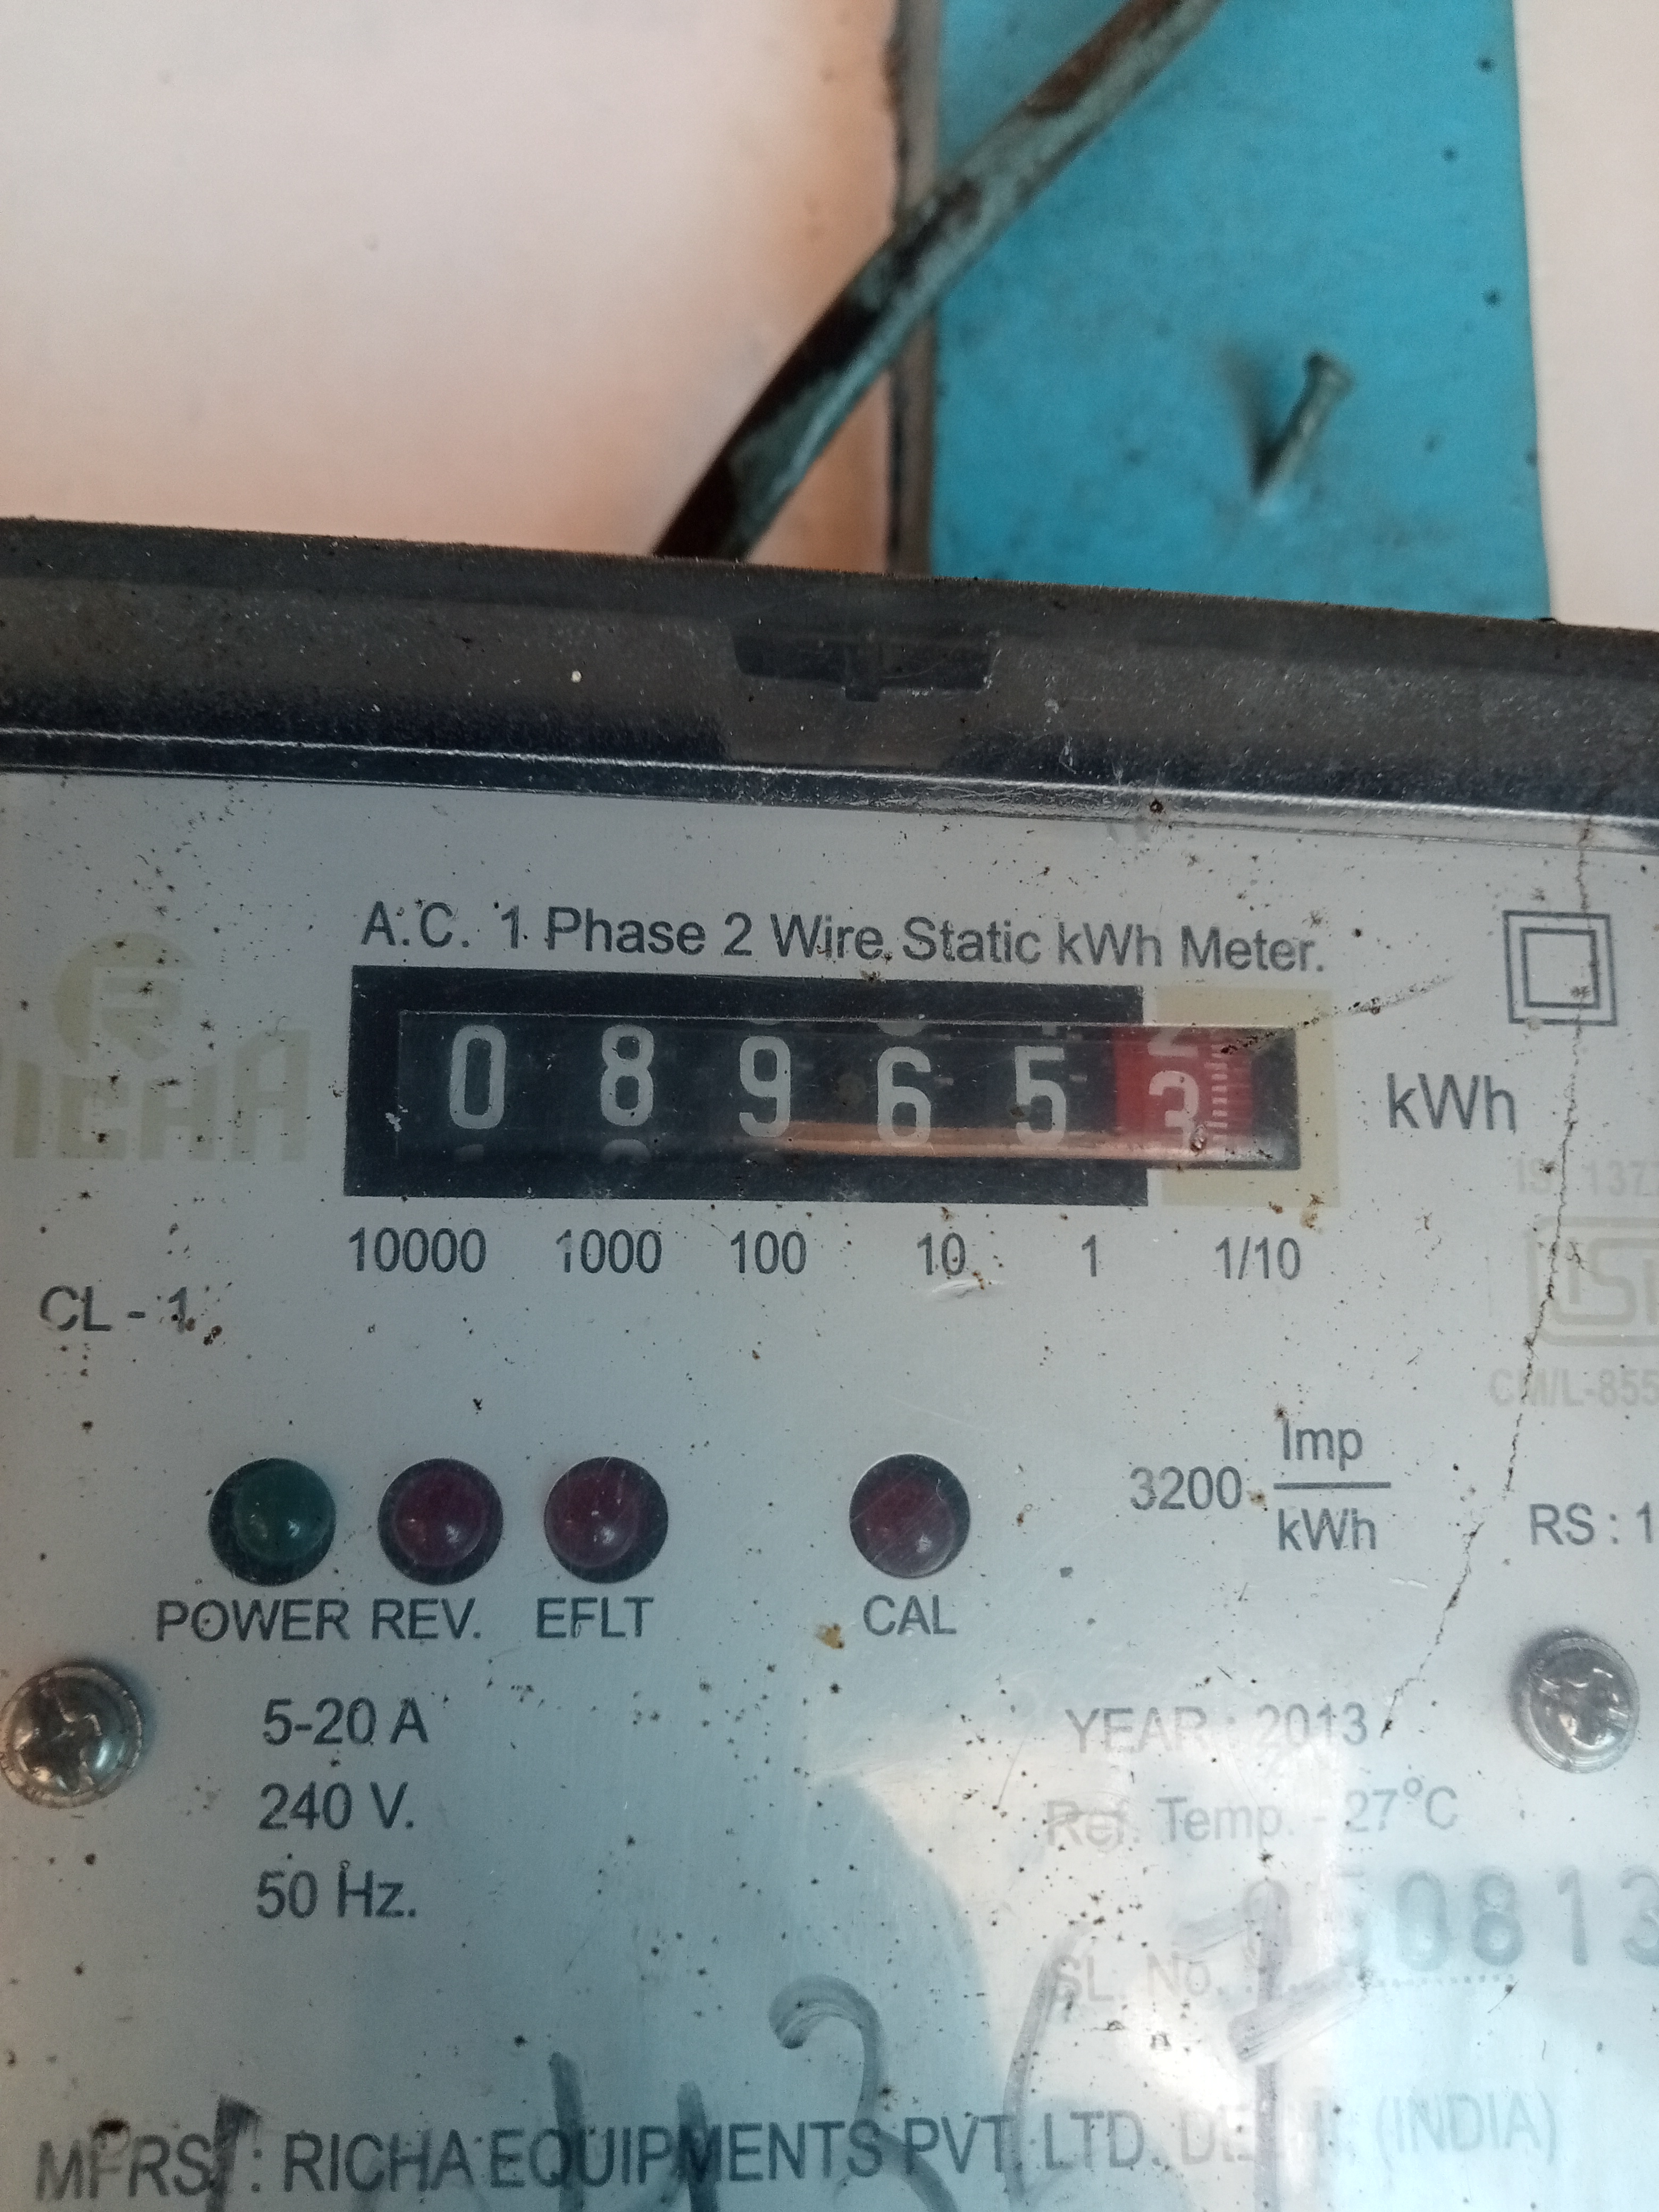 A.C. 1 Phase 2 Wire Static kWh Meter.
RICHA
0 8 9 6 5 3 kWh
10000 1000 100 10 1 1/10
CL - 1
3200 Imp
kWh
RS : 1
POWER REV. EFLT CAL
5-20 A
240 V.
50 Hz.
YEAR : 2013
Ref. Temp. - 27°C
SL. No.
MFRS : RICHA EQUIPMENTS PVT. LTD. DELHI (INDIA)